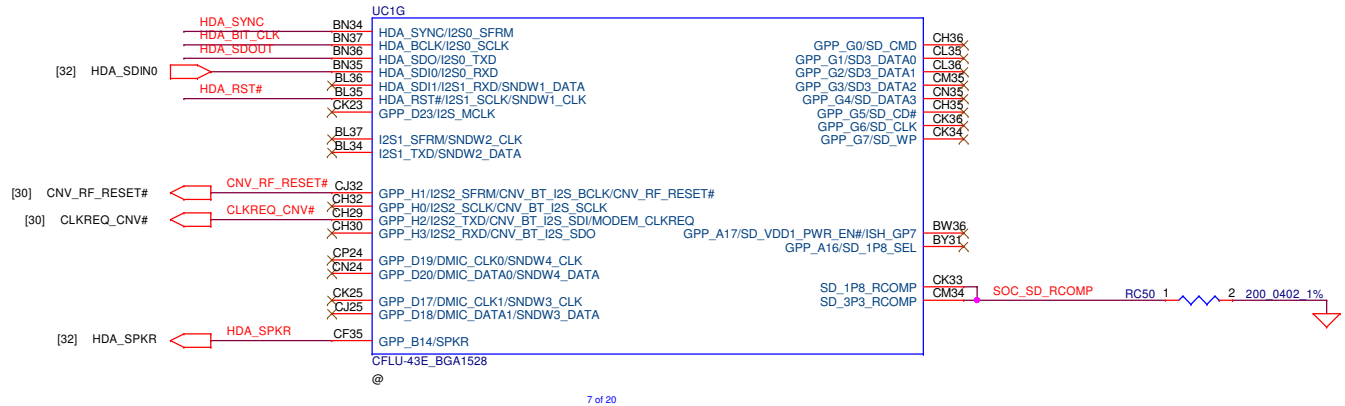 UC1G
HDA_SYNC BN34 HDA_SYNC/I2S0_SFRM
HDA_BIT_CLK BN37 HDA_BCLK/I2S0_SCLK
HDA_SDOUT BN36 HDA_SDO/I2S0_TXD
[32] HDA_SDIN0 BN35 HDA_SDI0/I2S0_RXD
BL36 HDA_SDI1/I2S1_RXD/SNDW1_DATA
HDA_RST# BL35 HDA_RST#/I2S1_SCLK/SNDW1_CLK
CK23 GPP_D23/I2S_MCLK
BL37 I2S1_SFRM/SNDW2_CLK
BL34 I2S1_TXD/SNDW2_DATA
[30] CNV_RF_RESET# CNV_RF_RESET# CJ32 GPP_H1/I2S2_SFRM/CNV_BT_I2S_BCLK/CNV_RF_RESET#
CH32 GPP_H0/I2S2_SCLK/CNV_BT_I2S_SCLK
[30] CLKREQ_CNV# CLKREQ_CNV# CH29 GPP_H2/I2S2_TXD/CNV_BT_I2S_SDI/MODEM_CLKREQ
CH30 GPP_H3/I2S2_RXD/CNV_BT_I2S_SDO
CP24 GPP_D19/DMIC_CLK0/SNDW4_CLK
CN24 GPP_D20/DMIC_DATA0/SNDW4_DATA
CK25 GPP_D17/DMIC_CLK1/SNDW3_CLK
CJ25 GPP_D18/DMIC_DATA1/SNDW3_DATA
[32] HDA_SPKR HDA_SPKR CF35 GPP_B14/SPKR
GPP_G0/SD_CMD CH36
GPP_G1/SD3_DATA0 CL35
GPP_G2/SD3_DATA1 CL36
GPP_G3/SD3_DATA2 CM35
GPP_G4/SD3_DATA3 CN35
GPP_G5/SD_CD# CH35
GPP_G6/SD_CLK CK36
GPP_G7/SD_WP CK34
GPP_A17/SD_VDD1_PWR_EN#/ISH_GP7 BW36
GPP_A16/SD_1P8_SEL BY31
SD_1P8_RCOMP CK33
SD_3P3_RCOMP CM34 SOC_SD_RCOMP RC50 1 2 200_0402_1%
CFLU-43E_BGA1528
@
7 of 20